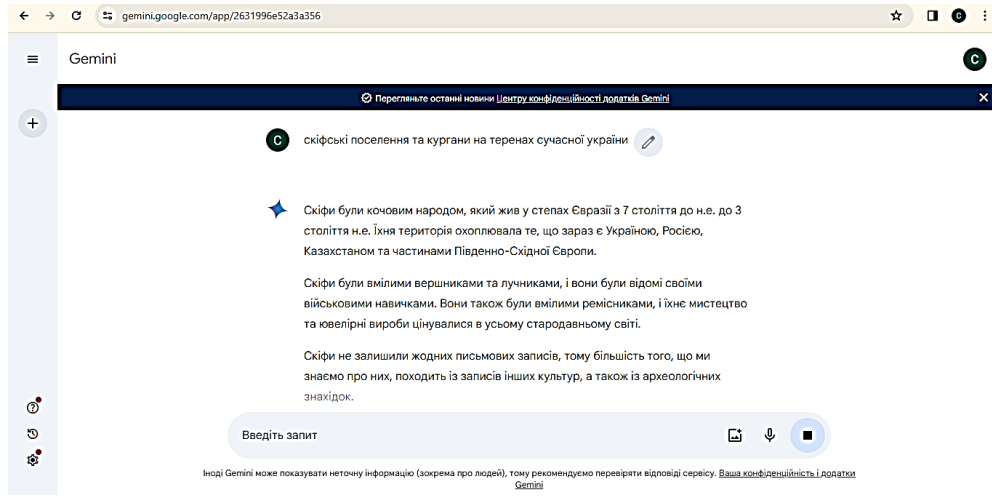 gemini.google.com/app/2631996e52a3a356
C
Gemini
C
Перегляньте останні новини Центру конфіденційності додатків Gemini
C
скіфські поселення та кургани на теренах сучасної україни
Скіфи були кочовим народом, який жив у степах Євразії з 7 століття до н.е. до 3
століття н.е. Їхня територія охоплювала те, що зараз є Україною, Росією,
Казахстаном та частинами Південно-Східної Європи.
Скіфи були вмілими вершниками та лучниками, і вони були відомі своїми
військовими навичками. Вони також були вмілими ремісниками, і їхнє мистецтво
та ювелірні вироби цінувалися в усьому стародавньому світі.
Скіфи не залишили жодних письмових записів, тому більшість того, що ми
знаємо про них, походить із записів інших культур, а також із археологічних
знахідок.
Введіть запит
Іноді Gemini може показувати неточну інформацію (зокрема про людей), тому рекомендуємо перевіряти відповіді сервісу. Ваша конфіденційність і додатки
Gemini